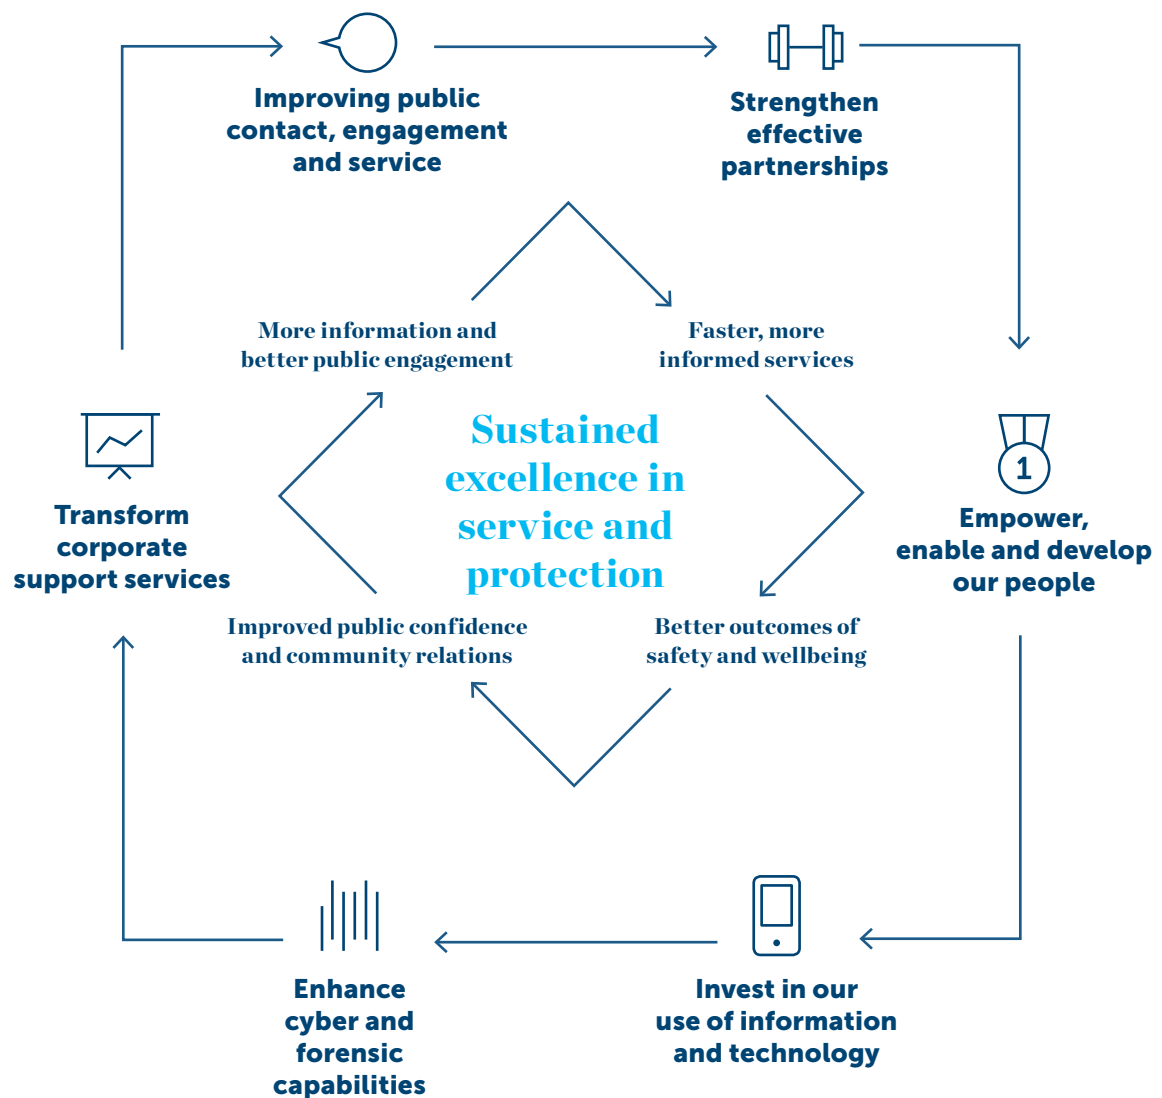 Improving public
contact, engagement
and service
Strengthen
effective
partnerships
More information and
better public engagement
Faster, more
informed services
Sustained
excellence in
service and
protection
Transform
corporate
support services
1
Empower,
enable and develop
our people
Improved public confidence
and community relations
Better outcomes of
safety and wellbeing
Enhance
cyber and
forensic
capabilities
Invest in our
use of information
and technology